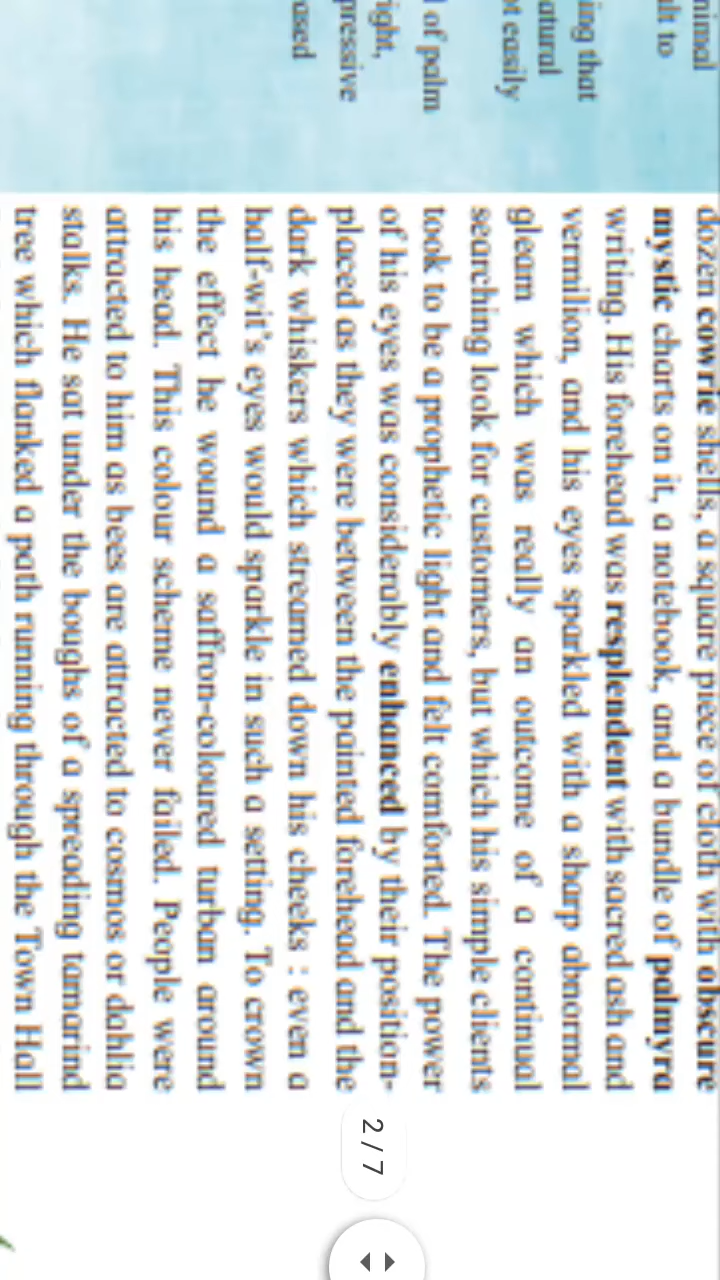 nimal
ult to
ing that
atural
ot easily
l of palm
ight,
pressive
ased
dozen cowrie shells, a square piece of cloth with obscure
mystic charts on it, a notebook, and a bundle of palmyra
writing. His forehead was resplendent with sacred ash and
vermilion, and his eyes sparkled with a sharp abnormal
gleam which was really an outcome of a continual
searching look for customers, but which his simple clients
took to be a prophetic light and felt comforted. The power
of his eyes was considerably enhanced by their position-
placed as they were between the painted forehead and the
dark whiskers which streamed down his cheeks : even a
half-wit's eyes would sparkle in such a setting. To crown
the effect he wound a saffron-coloured turban around
his head. This colour scheme never failed. People were
attracted to him as bees are attracted to cosmos or dahlia
stalks. He sat under the boughs of a spreading tamarind
tree which flanked a path running through the Town Hall
2 / 7